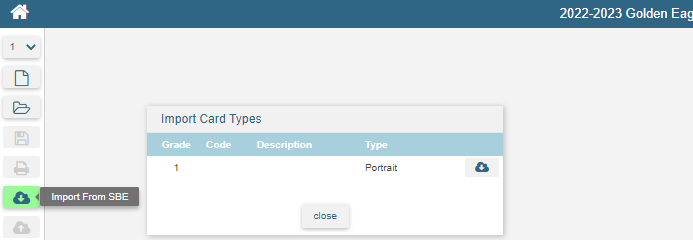 2022-2023 Golden Eag
1
Import Card Types
Grade Code Description Type
1 Portrait
Import From SBE
close